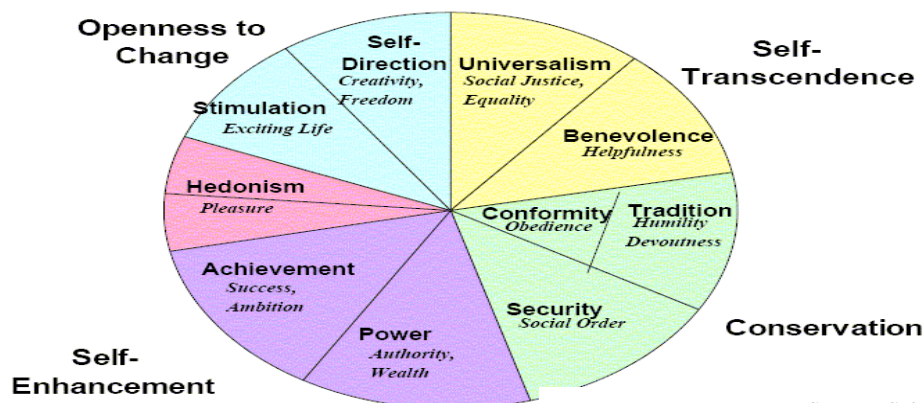 Openness to
Change
Self-
Direction
Creativity,
Freedom
Universalism
Social Justice,
Equality
Self-
Transcendence
Stimulation
Exciting Life
Benevolence
Helpfulness
Hedonism
Pleasure
Conformity
Obedience
Tradition
Humility
Devoutness
Achievement
Success,
Ambition
Security
Social Order
Conservation
Power
Authority,
Wealth
Self-
Enhancement